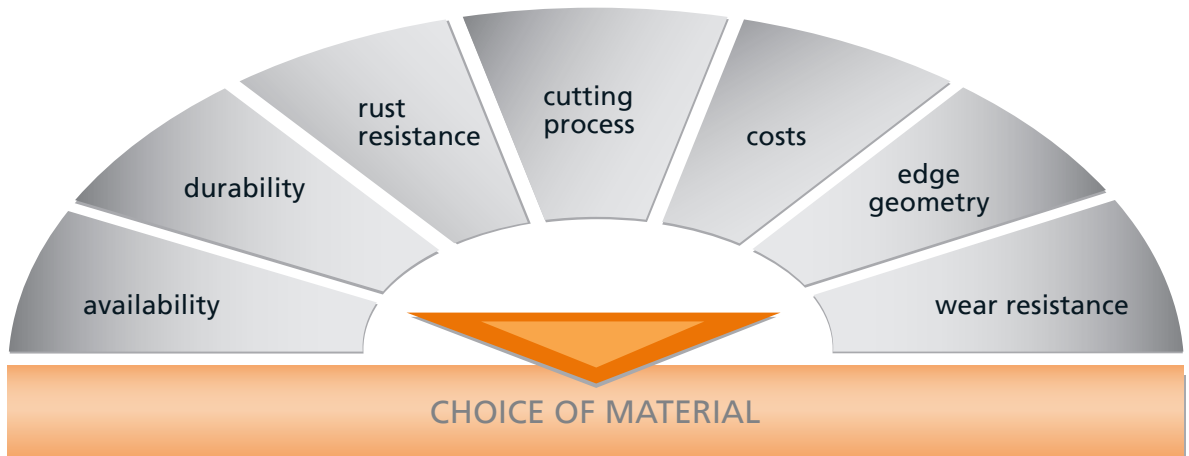 availability
durability
rust
resistance
cutting
process
costs
edge
geometry
wear resistance
CHOICE OF MATERIAL